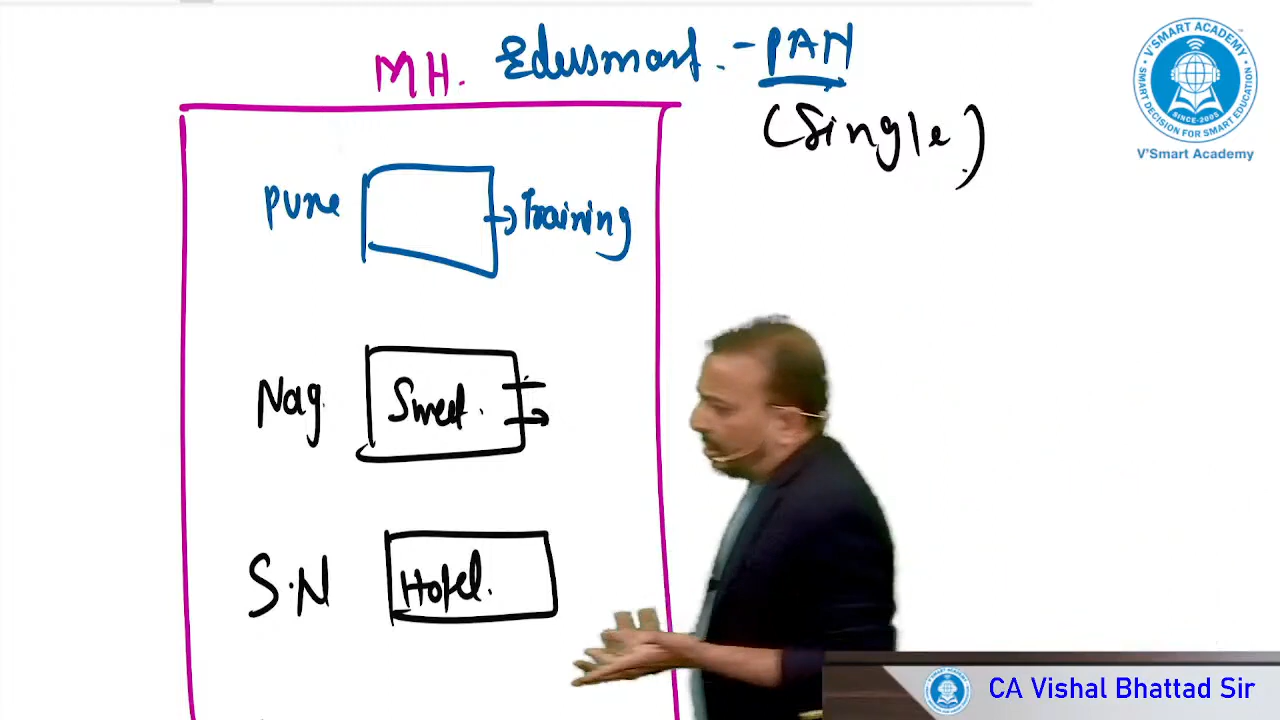 MH. Edusmart. - PAN
(Single)
Pune → Training
Nag. Sweet.
S.N Hotel.
V'SMART ACADEMY
SINCE-2005
SMART DECISION FOR SMART EDUCATION
V'Smart Academy
CA Vishal Bhattad Sir